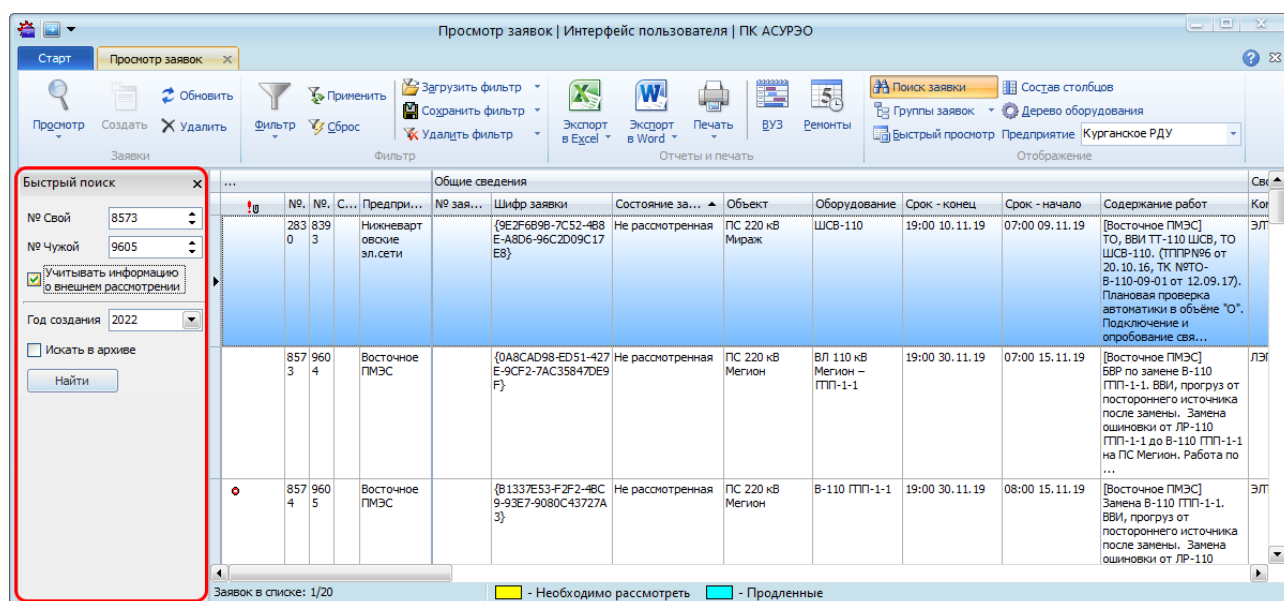 Просмотр заявок | Интерфейс пользователя | ПК АСУРЭО
Старт
Просмотр заявок
Просмотр
Создать
Обновить
Удалить
Заявки
Фильтр
Применить
Сброс
Загрузить фильтр
Сохранить фильтр
Удалить фильтр
Фильтр
Экспорт
в Excel
Экспорт
в Word
Печать
ВУЗ
Ремонты
Отчеты и печать
Поиск заявки
Группы заявок
Быстрый просмотр
Состав столбцов
Дерево оборудования
Предприятие Курганское РДУ
Отображение
Быстрый поиск
№ Свой 8573
№ Чужой 9605
Учитывать информацию
о внешнем рассмотрении
Год создания 2022
Искать в архиве
Найти
... Общие сведения Сво
№. №. С... Предпри... № зая... Шифр заявки Состояние за... Объект Оборудование Срок - конец Срок - начало Содержание работ Кон
283 839 Нижневарт {9E2F6B9B-7C52-4B8 Не рассмотренная ПС 220 кВ ШСВ-110 19:00 10.11.19 07:00 09.11.19 [Восточное ПМЭС] ЭЛТ
0 3 овские E-A8D6-96C2D09C17 Мираж ТО, ВВИ ТТ-110 ШСВ, ТО
эл.сети E8} ШСВ-110. (ТППР№6 от
20.10.16, ТК №ТО-
В-110-09-01 от 12.09.17).
Плановая проверка
автоматики в объёме "О".
Подключение и
опробование свя...
857 960 Восточное {0A8CAD98-ED51-427 Не рассмотренная ПС 220 кВ ВЛ 110 кВ 19:00 30.11.19 07:00 15.11.19 [Восточное ПМЭС] ЛЭП
3 4 ПМЭС E-9CF2-7AC35847DE9 Мегион Мегион – БВР по замене В-110
F} ГПП-1-1 ГПП-1-1. ВВИ, прогруз от
постороннего источника
после замены. Замена
ошиновки от ЛР-110
ГПП-1-1 до В-110 ГПП-1-1
на ПС Мегион. Работа по
...
857 960 Восточное {B1337E53-F2F2-4BC Не рассмотренная ПС 220 кВ В-110 ГПП-1-1 19:00 30.11.19 08:00 15.11.19 [Восточное ПМЭС] ЭЛТ
4 5 ПМЭС 9-93E7-9080C43727A Мегион Замена В-110 ГПП-1-1.
3} ВВИ, прогруз от
постороннего источника
после замены. Замена
ошиновки от ЛР-110
Заявок в списке: 1/20 - Необходимо рассмотреть - Продленные